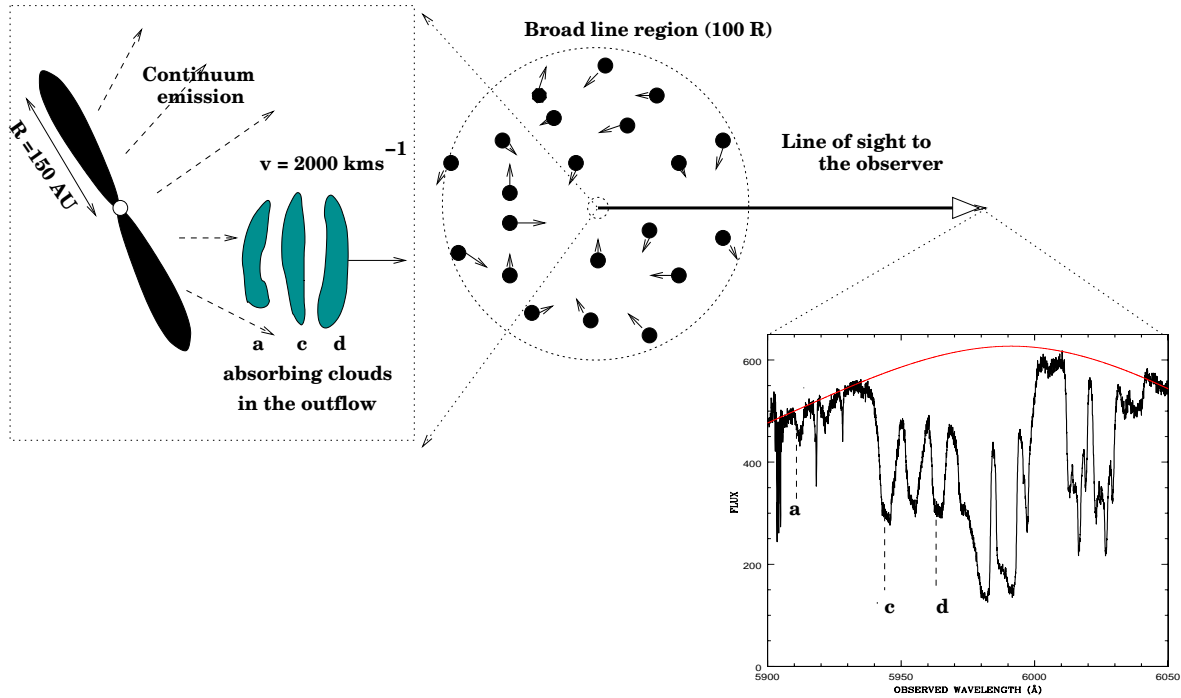 Continuum
emission
R =150 AU
v = 2000 kms⁻¹
a c d
absorbing clouds
in the outflow
Broad line region (100 R)
Line of sight to
the observer
600
400
200
0
FLUX
a
c
d
5900 5950 6000 6050
OBSERVED WAVELENGTH (Å)